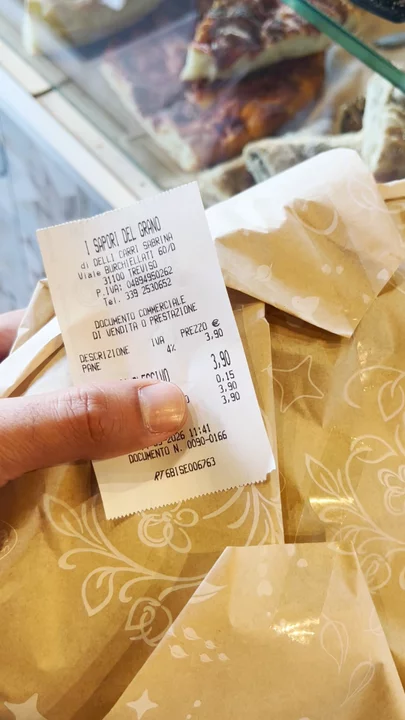 I SAPORI DEL GRANO
di DELLI CARRI SABRINA
Viale BURCHIELLATI 60/D
31100 TREVISO
P.IVA: 04894950262
Tel. 339 2530652
DOCUMENTO COMMERCIALE
DI VENDITA O PRESTAZIONE
DESCRIZIONE IVA PREZZO €
PANE 4% 3,90
3,90
0,15
3,90
3,90
2026 11:41
DOCUMENTO N. 0090-0166
RT 6BISE006763